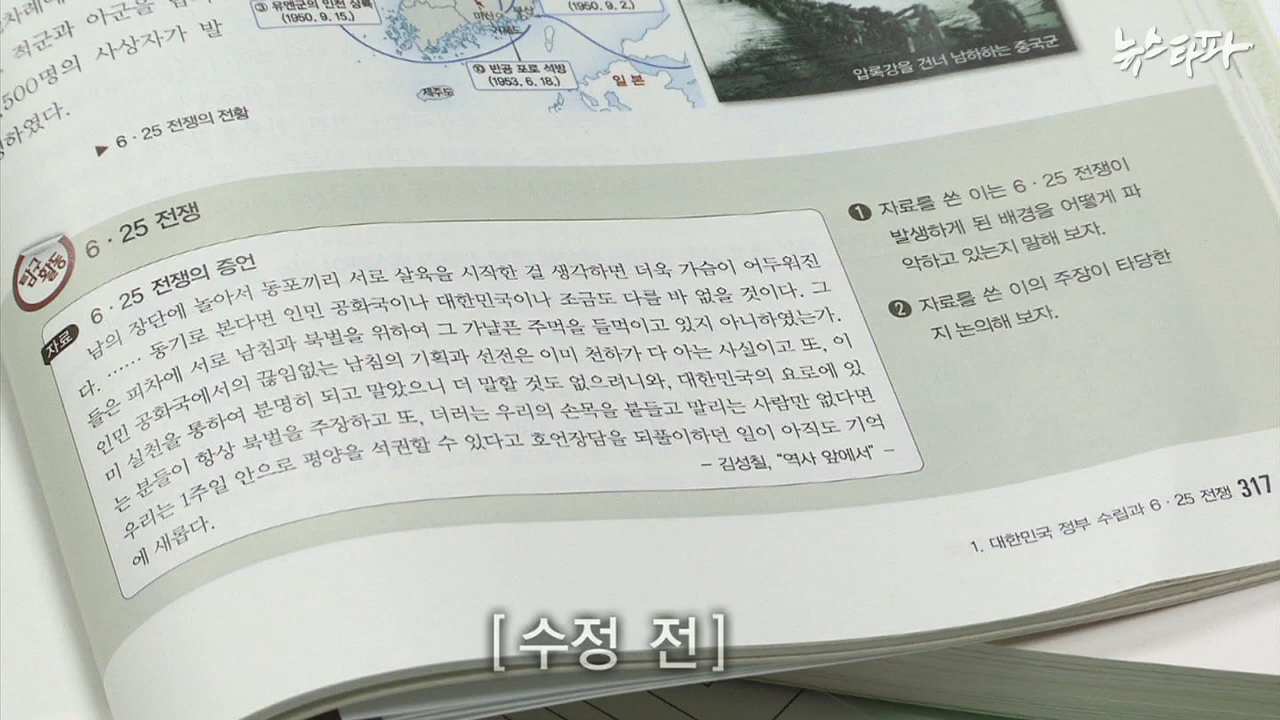 뉴스타파
적군과 아군을
,500명의 사상자가 발
하였다.
③ 유엔군의 인천 상륙
(1950. 9. 15.)
(1950. 9. 2.)
부산
거제도
⑧ 반공 포로 석방
(1953. 6. 18.)
일본
제주도
▶ 6·25 전쟁의 전황
압록강을 건너 남하하는 중국군
탐구 활동
6·25 전쟁
자료
6·25 전쟁의 증언
남의 장단에 놀아서 동포끼리 서로 살육을 시작한 걸 생각하면 더욱 가슴이 어두워진
다. …… 동기로 본다면 인민 공화국이나 대한민국이나 조금도 다를 바 없을 것이다. 그
들은 피차에 서로 남침과 북벌을 위하여 그 가냘픈 주먹을 들먹이고 있지 아니하였는가.
인민 공화국에서의 끊임없는 남침의 기획과 선전은 이미 천하가 다 아는 사실이고 또, 이
미 실천을 통하여 분명히 되고 말았으니 더 말할 것도 없으려니와, 대한민국의 요로에 있
는 분들이 항상 북벌을 주장하고 또, 더러는 우리의 손목을 붙들고 말리는 사람만 없다면
우리는 1주일 안으로 평양을 석권할 수 있다고 호언장담을 되풀이하던 일이 아직도 기억
에 새롭다.
- 김성칠, "역사 앞에서" -
❶ 자료를 쓴 이는 6·25 전쟁이
발생하게 된 배경을 어떻게 파
악하고 있는지 말해 보자.
❷ 자료를 쓴 이의 주장이 타당한
지 논의해 보자.
1. 대한민국 정부 수립과 6·25 전쟁 317
[수정 전]